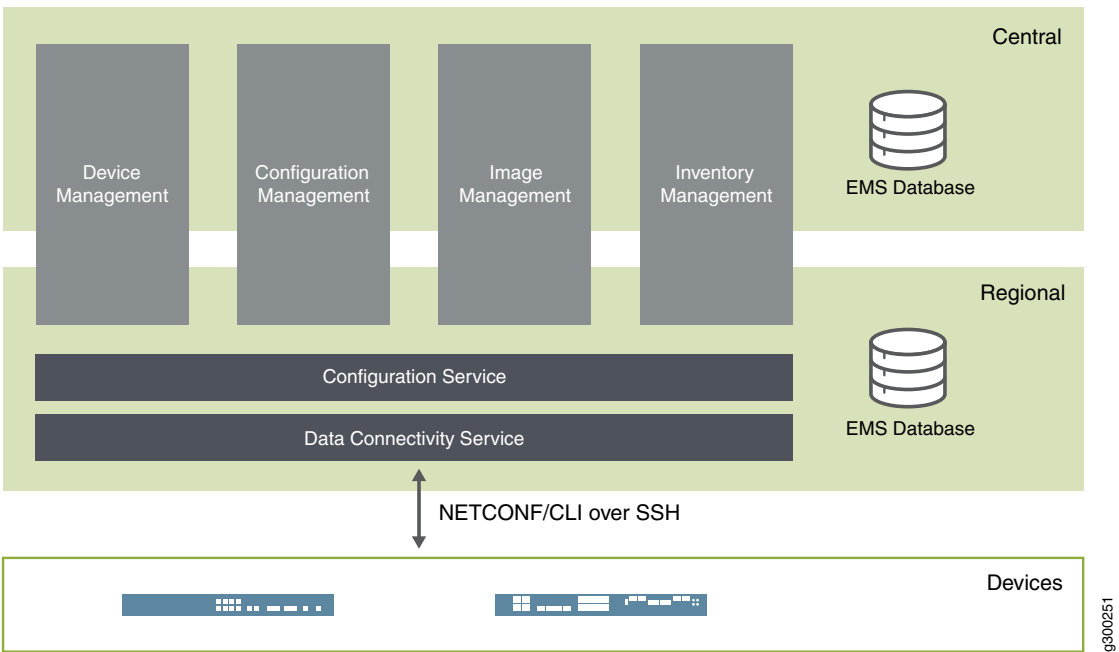 Central
Device
Management
Configuration
Management
Image
Management
Inventory
Management
EMS Database
Regional
Configuration Service
EMS Database
Data Connectivity Service
NETCONF/CLI over SSH
Devices
g300251